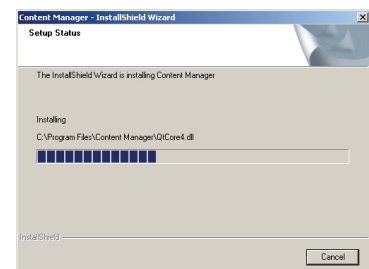 Content Manager - InstallShield Wizard
Setup Status
The InstallShield Wizard is installing Content Manager
Installing
C:\Program Files\Content Manager\QtCore4.dll
InstallShield
Cancel